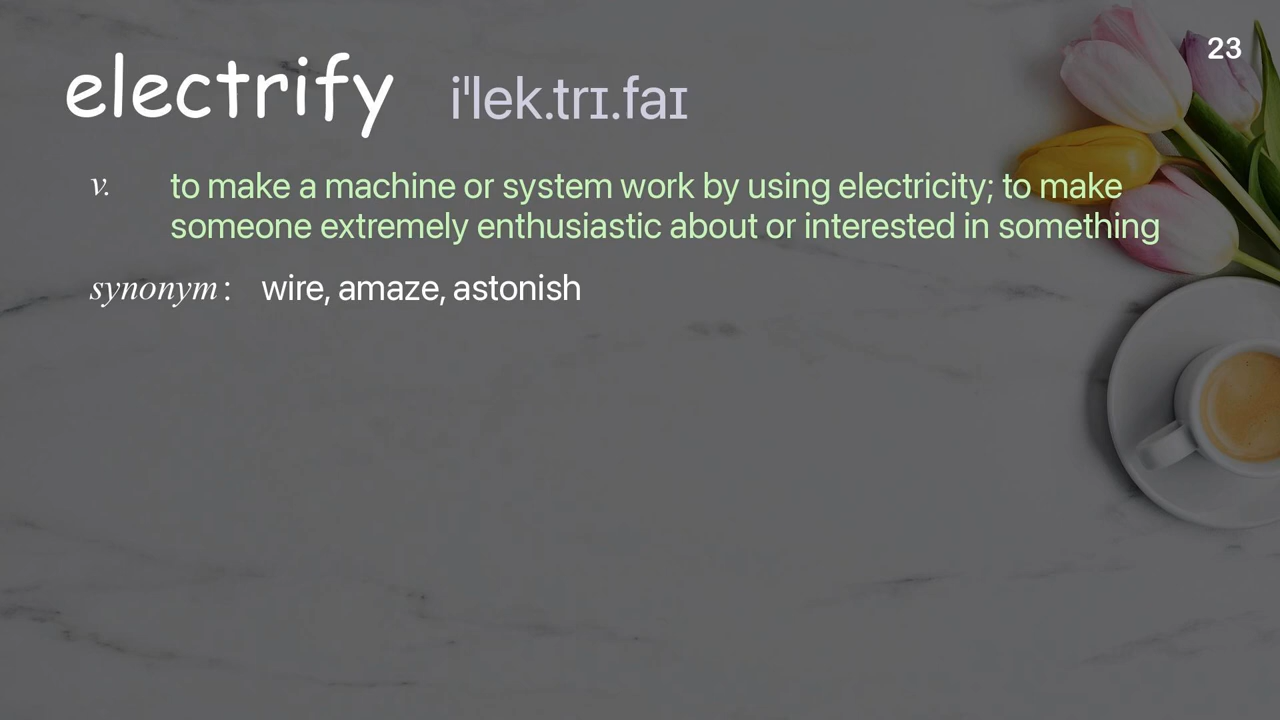 23
electrify iˈlek.trɪ.faɪ
v. to make a machine or system work by using electricity; to make
someone extremely enthusiastic about or interested in something
synonym : wire, amaze, astonish